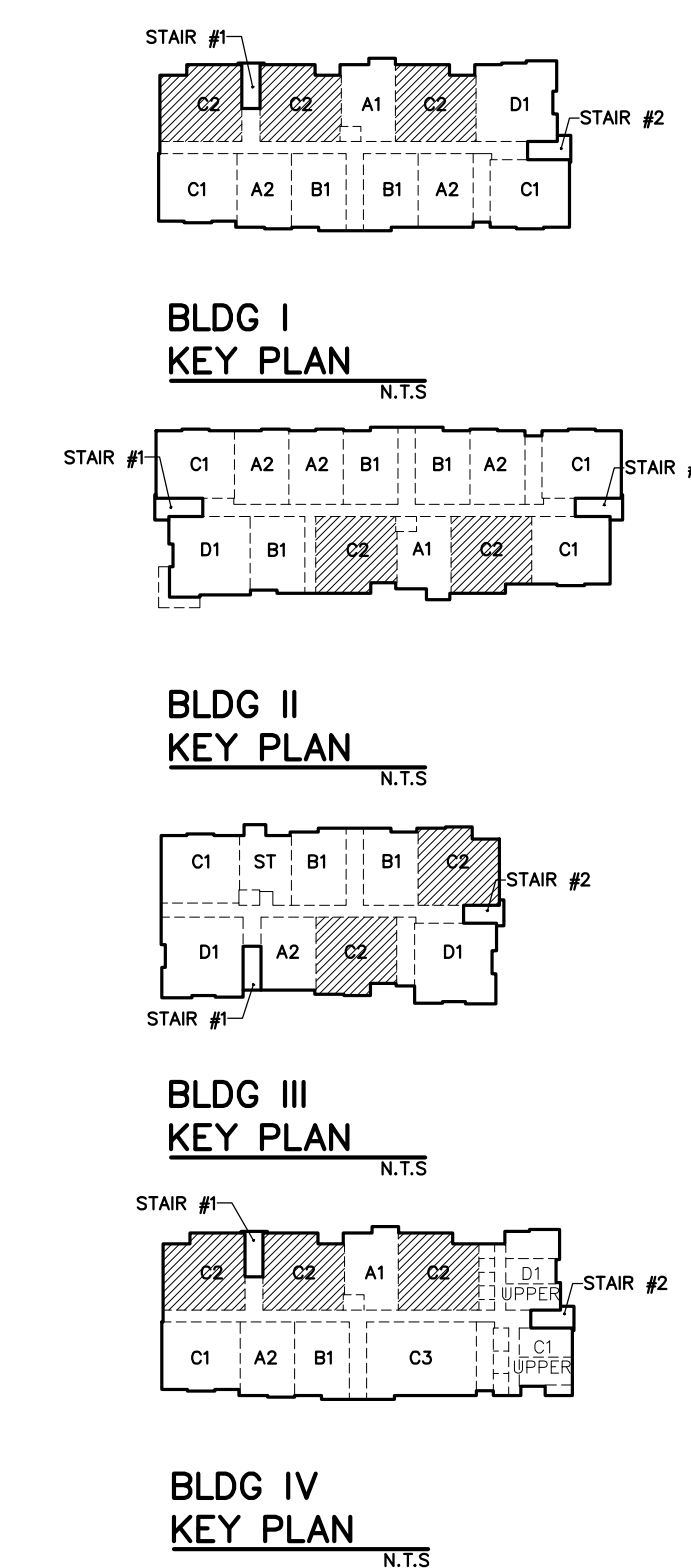 STAIR #1
C2 C2 A1 C2 D1
STAIR #2
C1 A2 B1 B1 A2 C1
BLDG I
KEY PLAN
N.T.S
C1 A2 A2 B1 B1 A2 C1
STAIR #1
STAIR
D1 B1 C2 A1 C2 C1
BLDG II
KEY PLAN
N.T.S
C1 ST B1 B1 C2
STAIR #2
D1 A2 C2 D1
STAIR #1
BLDG III
KEY PLAN
N.T.S
STAIR #1
C2 C2 A1 C2 D1
UPPER
STAIR #2
C1 A2 B1 C3 C1
UPPER
BLDG IV
KEY PLAN
N.T.S